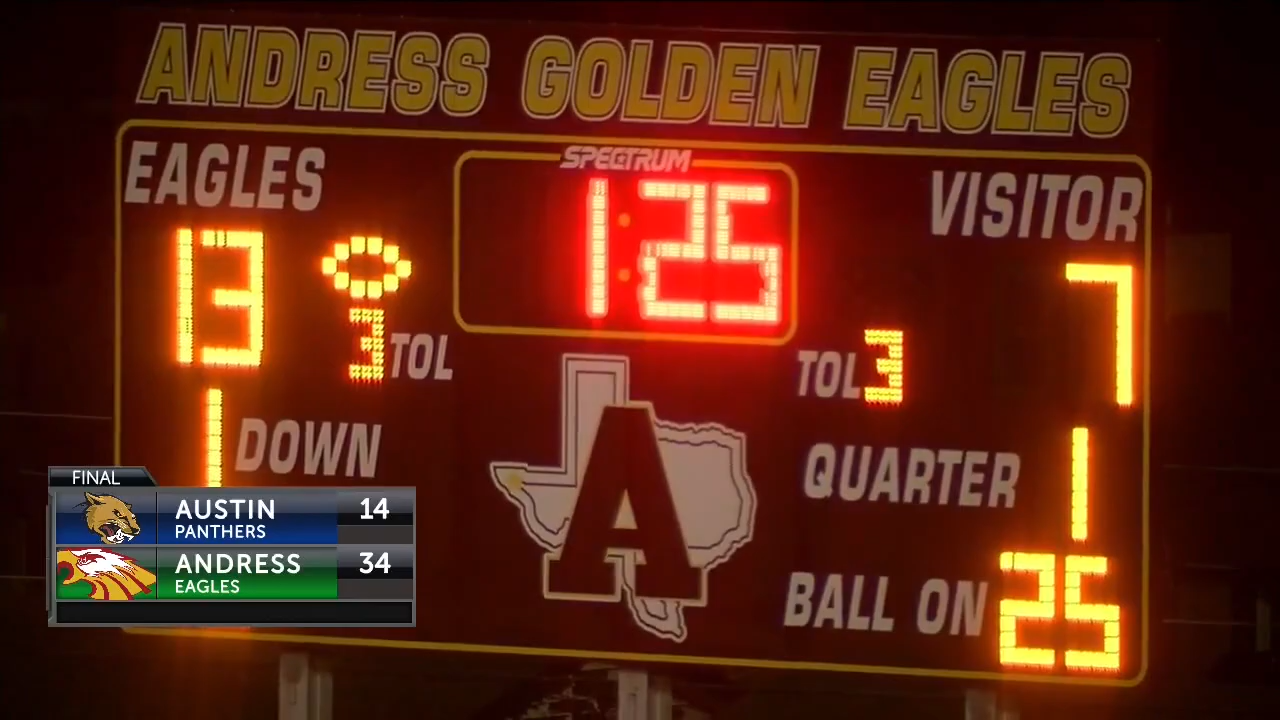 ANDRESS GOLDEN EAGLES
SPECTRUM
EAGLES
VISITOR
13
1:25
7
3 TOL
TOL 3
1 DOWN
QUARTER 1
A
BALL ON 25
FINAL
AUSTIN 14
PANTHERS
ANDRESS 34
EAGLES